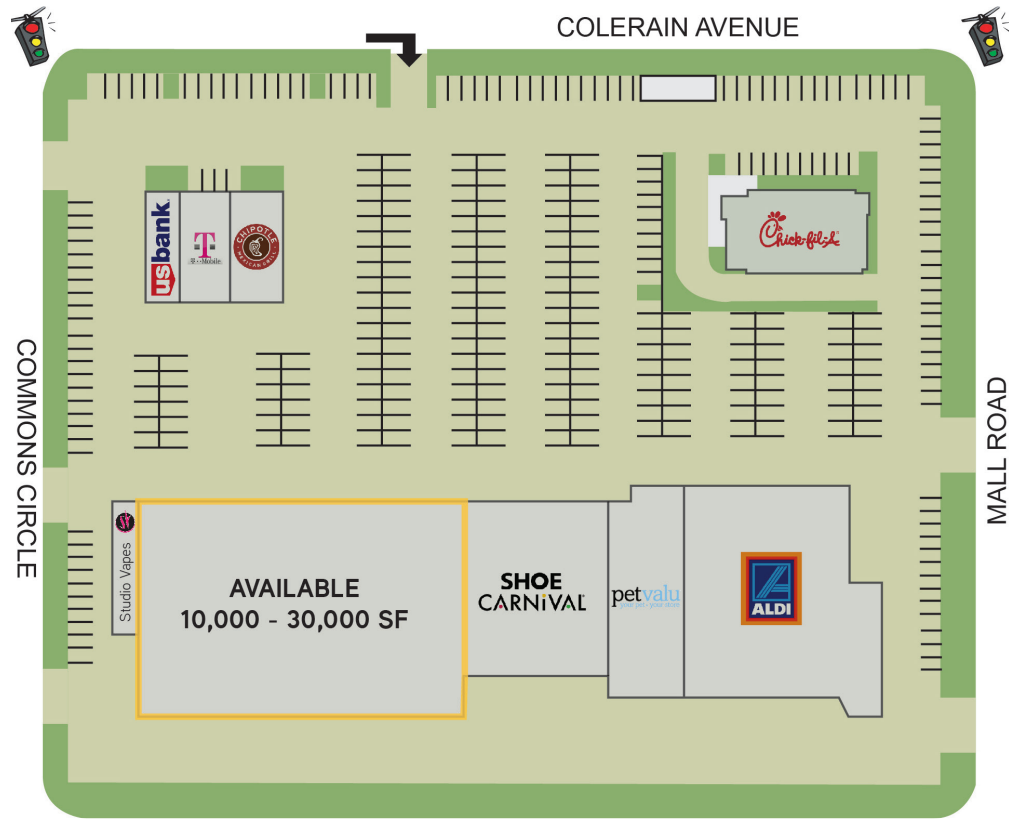 COLERAIN AVENUE
usbank
T
T··Mobile
CHIPOTLE
MEXICAN GRILL
Chick-fil-A
COMMONS CIRCLE
MALL ROAD
Studio Vapes
AVAILABLE
10,000 - 30,000 SF
SHOE
CARNiVAL
petvalu
your pet · your store
ALDI